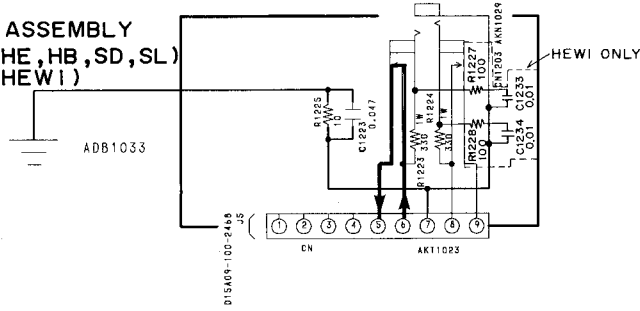 ASSEMBLY
HE, HB, SD, SL)
HEWI)
HEWI ONLY
CN1203 AKN1029
R1227
100
C1233
0.01
R1228
100
C1234
0.01
R1225
10
C1223
0.047
R1224
1W
330
R1223
1W
330
ADB1033
J5
D15A09-100-2468
1 2 3 4 5 6 7 8 9
CN
AKT1023